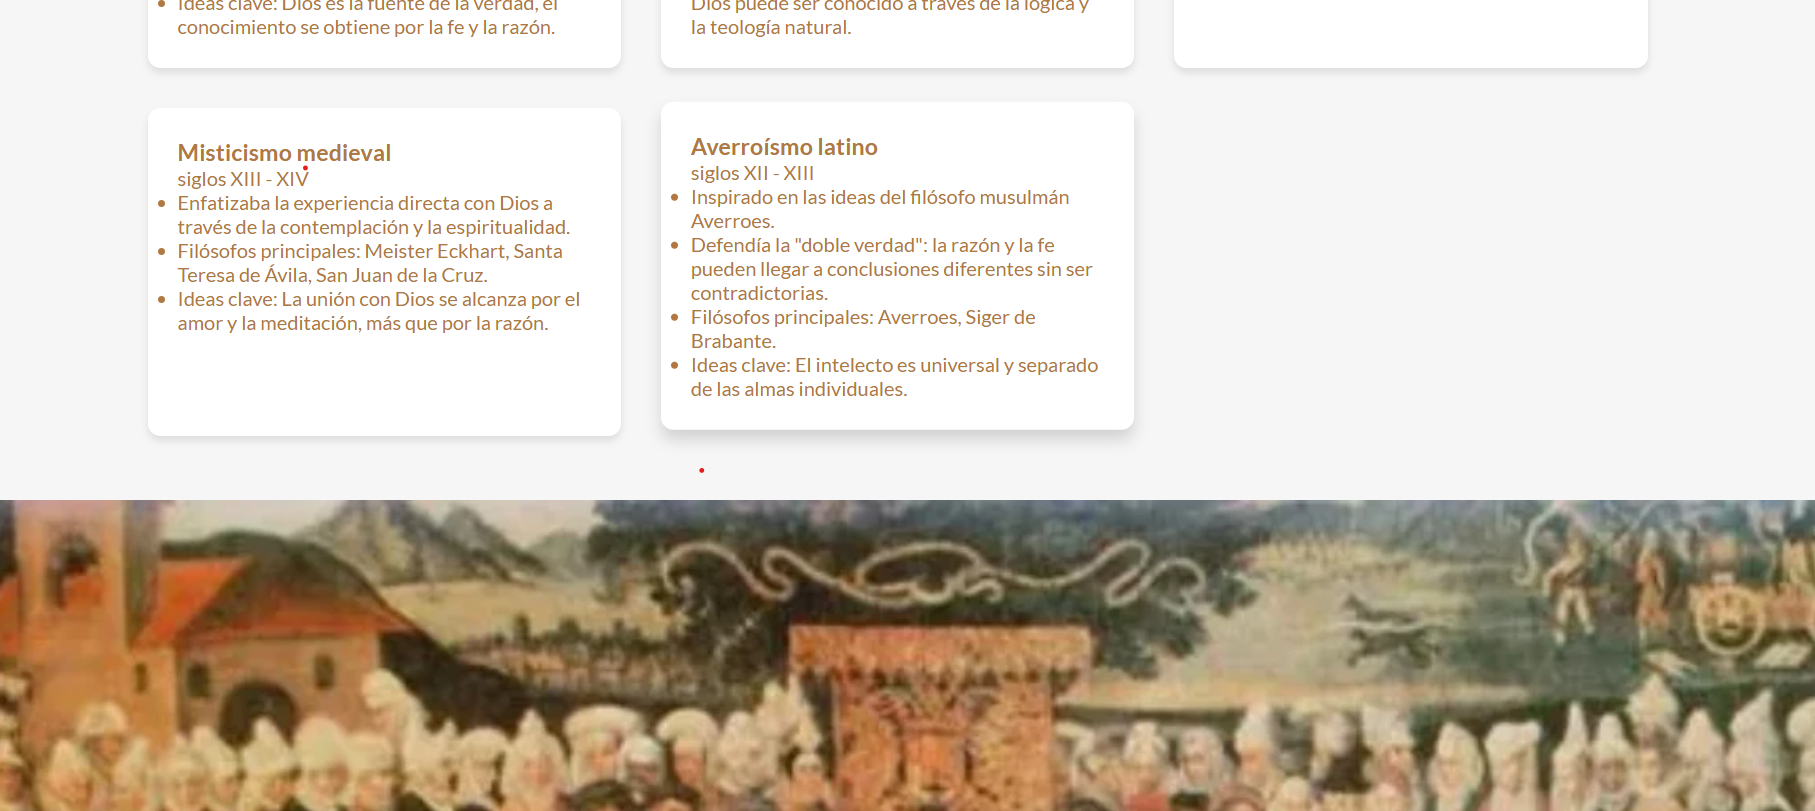 Ideas clave: Dios es la fuente de la verdad, el
conocimiento se obtiene por la fe y la razón.
Dios puede ser conocido a través de la lógica y
la teología natural.
Misticismo medieval
siglos XIII - XIV
Enfatizaba la experiencia directa con Dios a
través de la contemplación y la espiritualidad.
Filósofos principales: Meister Eckhart, Santa
Teresa de Ávila, San Juan de la Cruz.
Ideas clave: La unión con Dios se alcanza por el
amor y la meditación, más que por la razón.
Averroísmo latino
siglos XII - XIII
Inspirado en las ideas del filósofo musulmán
Averroes.
Defendía la "doble verdad": la razón y la fe
pueden llegar a conclusiones diferentes sin ser
contradictorias.
Filósofos principales: Averroes, Siger de
Brabante.
Ideas clave: El intelecto es universal y separado
de las almas individuales.